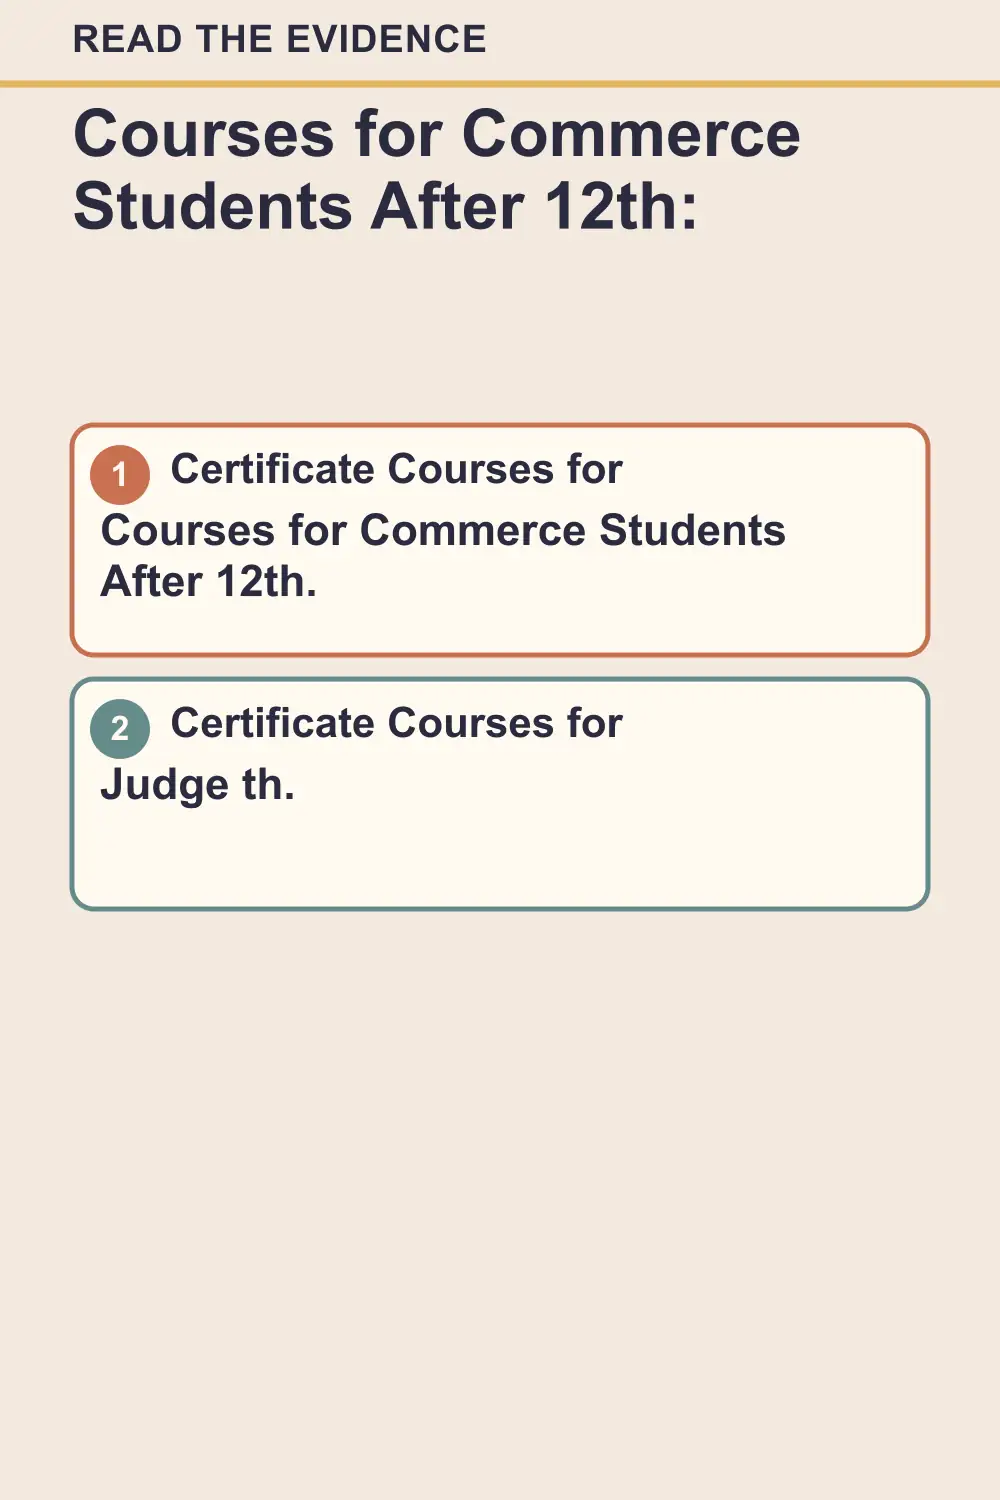 READ THE EVIDENCE
Courses for Commerce
Students After 12th:
1 Certificate Courses for
Courses for Commerce Students
After 12th.
2 Certificate Courses for
Judge th.